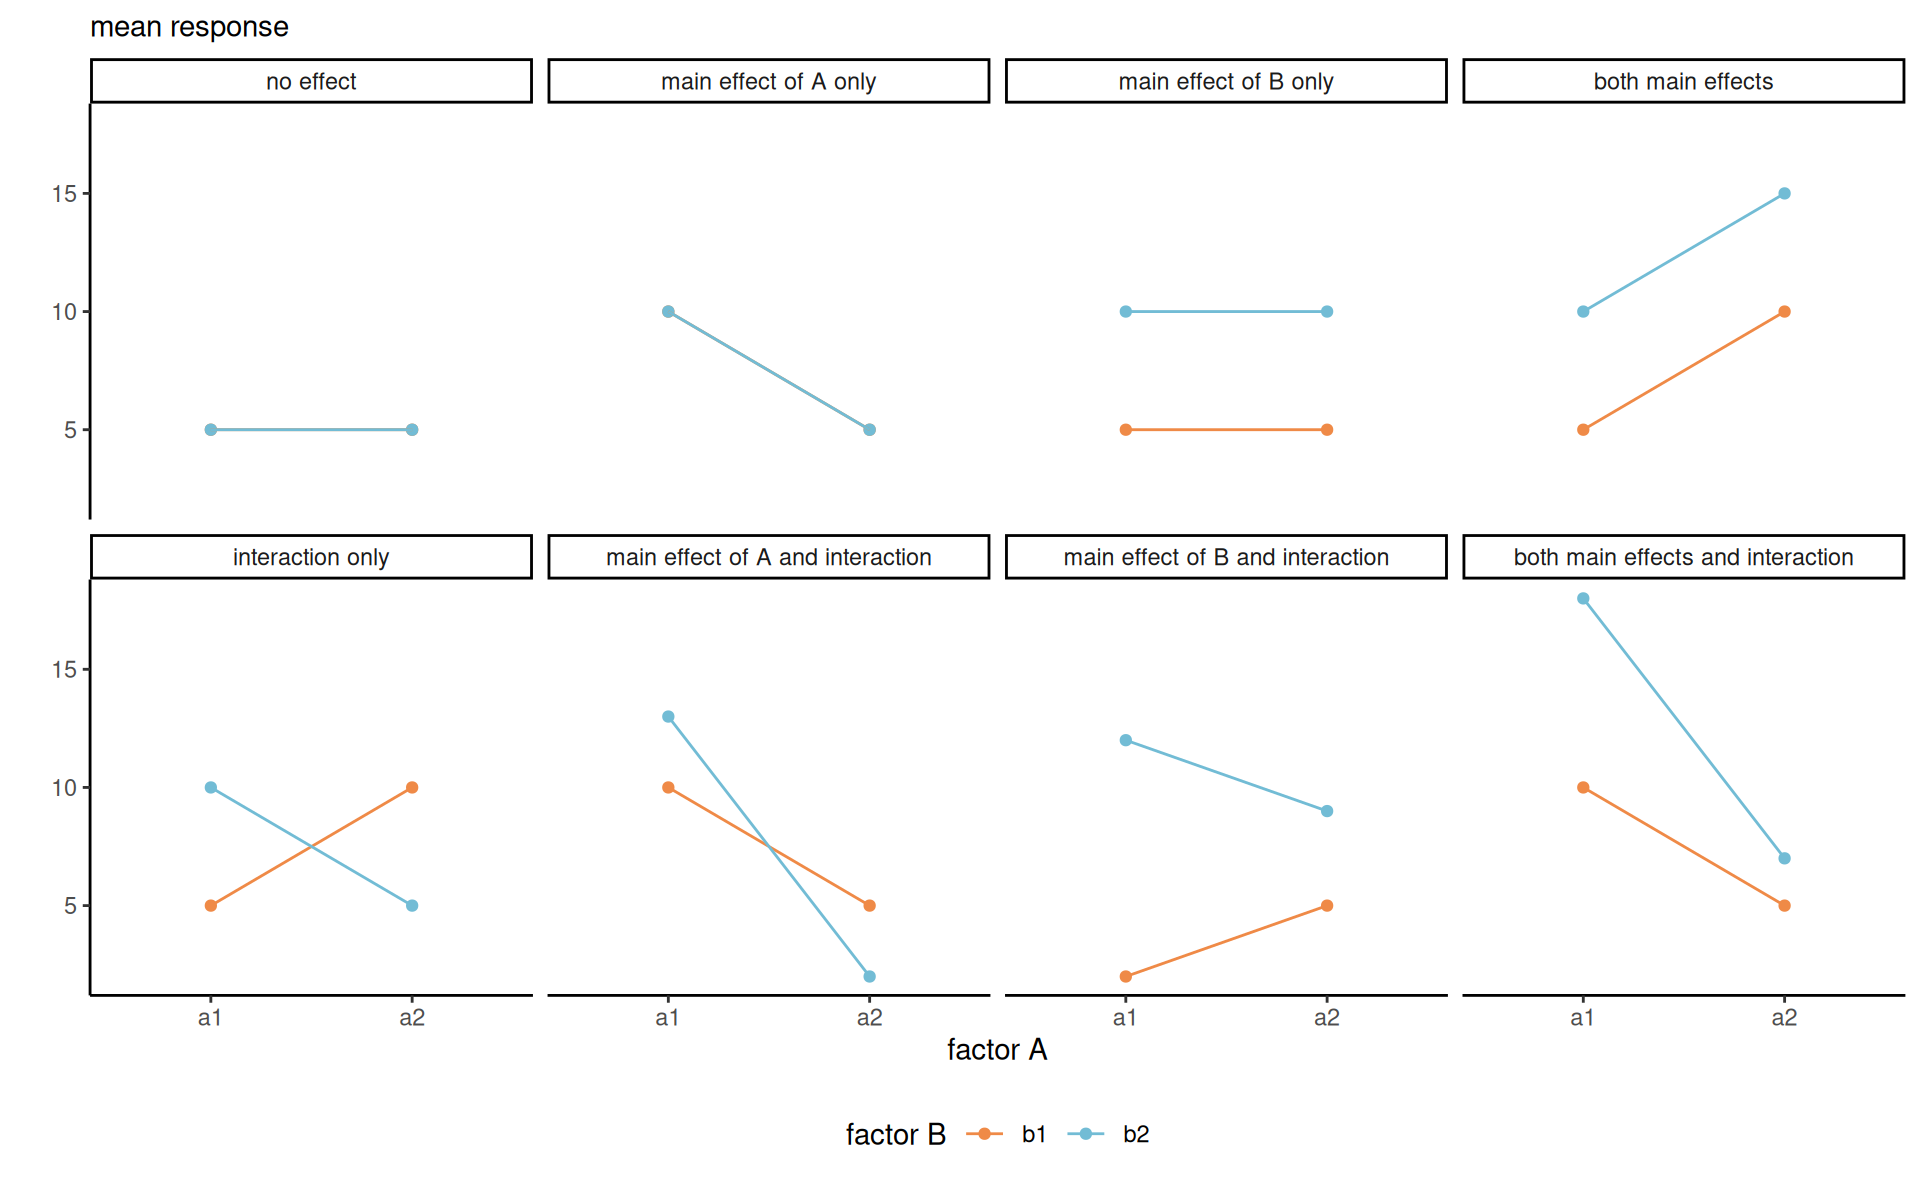 mean response
no effect
main effect of A only
main effect of B only
both main effects
15
10
5
interaction only
main effect of A and interaction
main effect of B and interaction
both main effects and interaction
15
10
5
a1 a2 a1 a2 a1 a2 a1 a2
factor A
factor B b1 b2